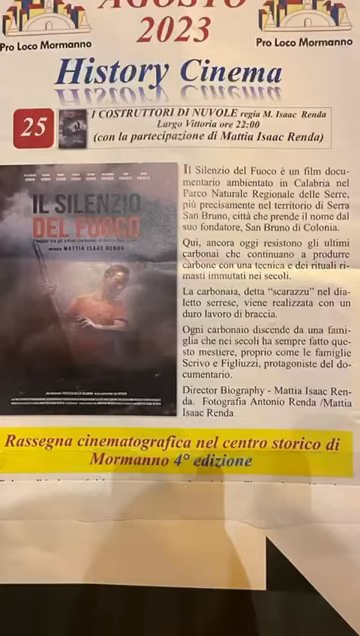 AGOSTO
2023
Pro Loco Mormanno
Pro Loco Mormanno
History Cinema
25
I COSTRUTTORI DI NUVOLE regia M. Isaac Renda
Largo Vittoria ore 22:00
(con la partecipazione di Mattia Isaac Renda)
IL SILENZIO
DEL FUOCO
MATTIA ISAAC RENDA
Il Silenzio del Fuoco è un film docu-
mentario ambientato in Calabria nel
Parco Naturale Regionale delle Serre,
più precisamente nel territorio di Serra
San Bruno, città che prende il nome dal
suo fondatore, San Bruno di Colonia.
Qui, ancora oggi resistono gli ultimi
carbonai che continuano a produrre
carbone con una tecnica e dei rituali ri-
masti immutati nei secoli.
La carbonaia, detta “scarazzu” nel dia-
letto serrese, viene realizzata con un
duro lavoro di braccia.
Ogni carbonaio discende da una fami-
glia che nei secoli ha sempre fatto que-
sto mestiere, proprio come le famiglie
Scrivo e Figliuzzi, protagoniste del do-
cumentario.
Director Biography - Mattia Isaac Ren-
da. Fotografia Antonio Renda /Mattia
Isaac Renda
Rassegna cinematografica nel centro storico di
Mormanno 4° edizione